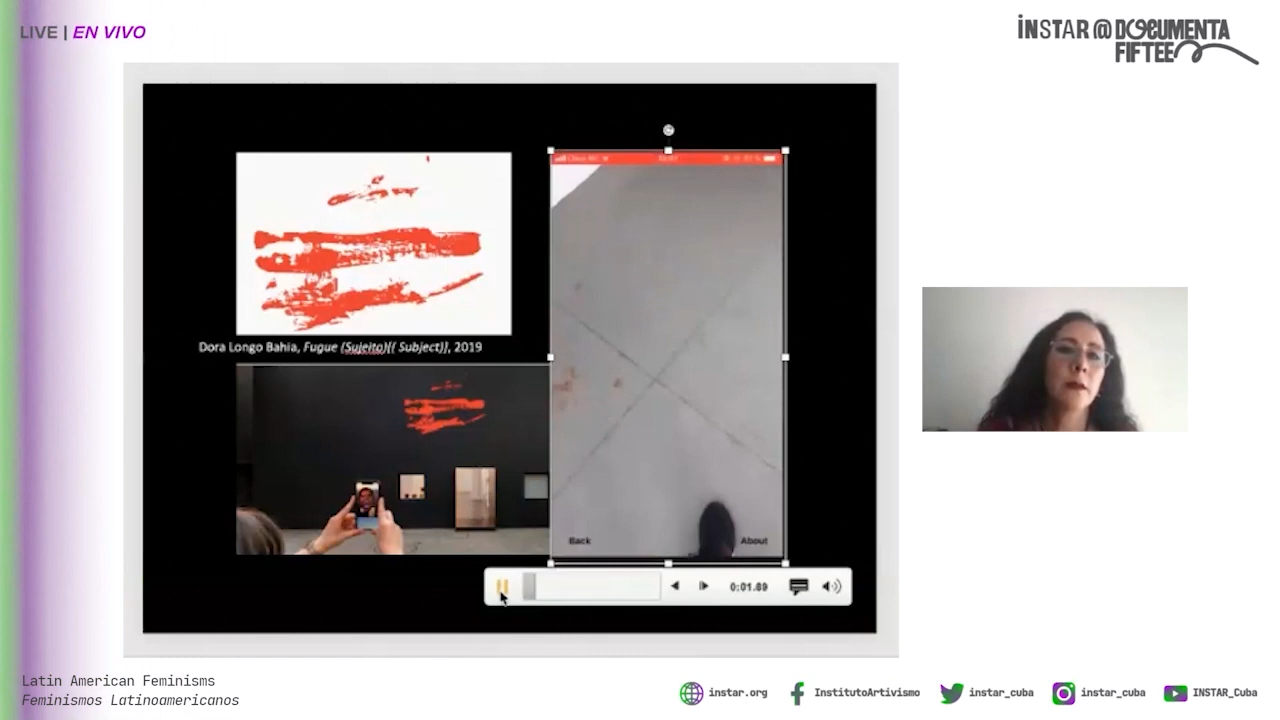 LIVE | EN VIVO
INSTAR @ DOCUMENTA
FIFTEEN
Dora Longo Bahia, Fugue (Sujeito)[( Subject)], 2019
Back
About
0:01.89
Latin American Feminisms
Feminismos Latinoamericanos
instar.org
InstitutoArtivismo
instar_cuba
instar_cuba
INSTAR_Cuba